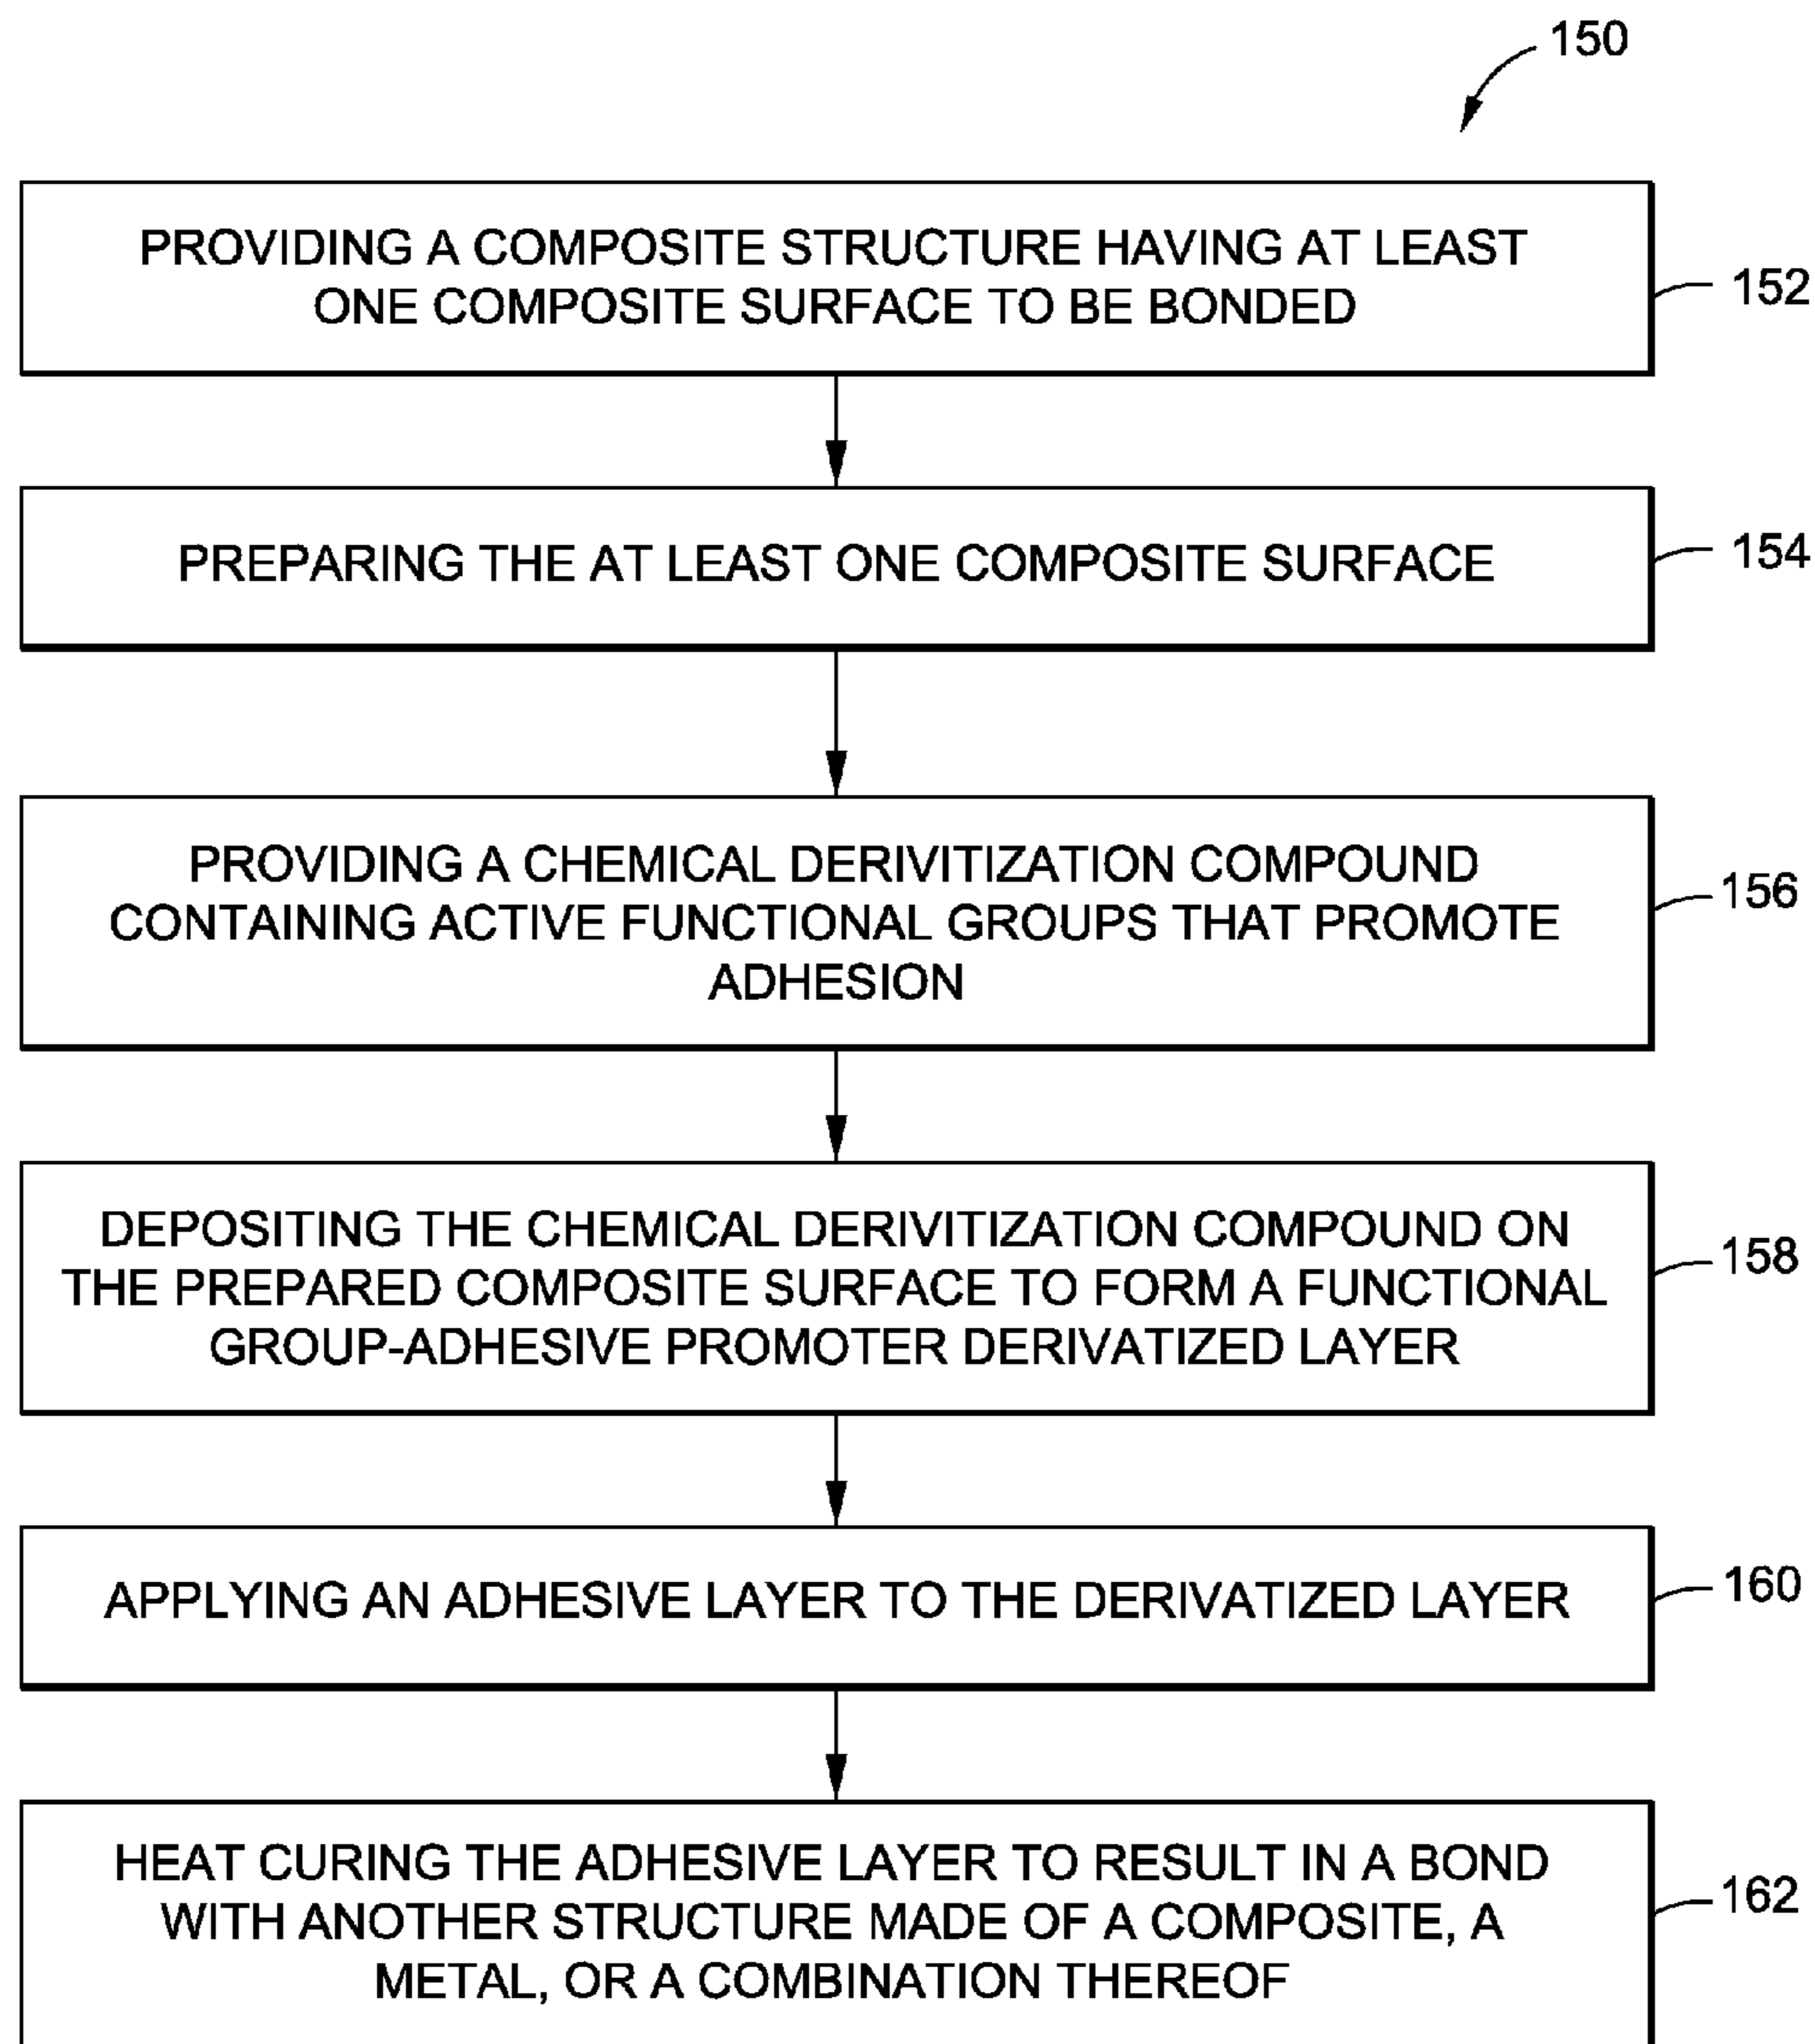 150
PROVIDING A COMPOSITE STRUCTURE HAVING AT LEAST
ONE COMPOSITE SURFACE TO BE BONDED
152
PREPARING THE AT LEAST ONE COMPOSITE SURFACE
154
PROVIDING A CHEMICAL DERIVITIZATION COMPOUND
CONTAINING ACTIVE FUNCTIONAL GROUPS THAT PROMOTE
ADHESION
156
DEPOSITING THE CHEMICAL DERIVITIZATION COMPOUND ON
THE PREPARED COMPOSITE SURFACE TO FORM A FUNCTIONAL
GROUP-ADHESIVE PROMOTER DERIVATIZED LAYER
158
APPLYING AN ADHESIVE LAYER TO THE DERIVATIZED LAYER
160
HEAT CURING THE ADHESIVE LAYER TO RESULT IN A BOND
WITH ANOTHER STRUCTURE MADE OF A COMPOSITE, A
METAL, OR A COMBINATION THEREOF
162